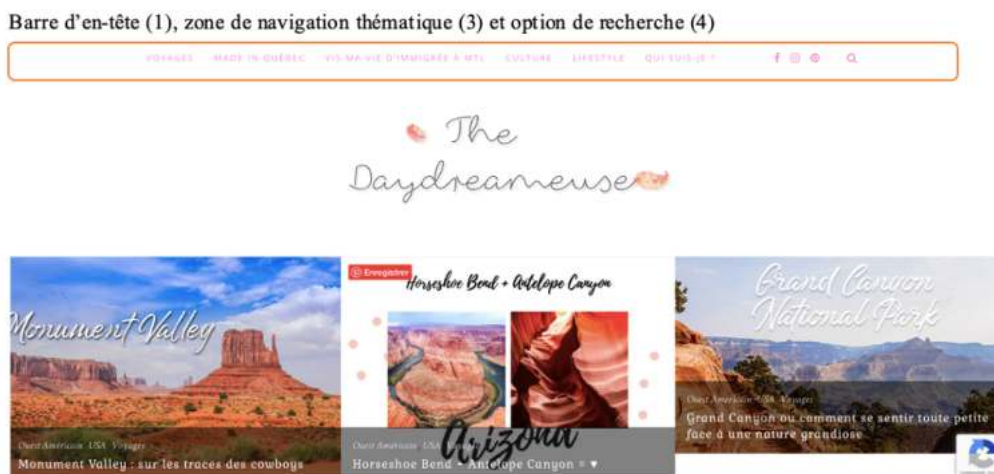 Barre d'en-tête (1), zone de navigation thématique (3) et option de recherche (4)
VOYAGES MADE IN QUÉBEC VIS MA VIE D'IMMIGRÉE À MTL CULTURE LIFESTYLE QUI SUIS-JE ?
The
Daydreameuse
Monument Valley
Ouest Américain USA Voyages
Monument Valley : sur les traces des cowboys
Enregistrer
Horseshoe Bend + Antelope Canyon
Arizona
Ouest Américain USA
Horseshoe Bend + Antelope Canyon = ♥
Grand Canyon
National Park
Ouest Américain USA Voyages
Grand Canyon ou comment se sentir toute petite
face à une nature grandiose